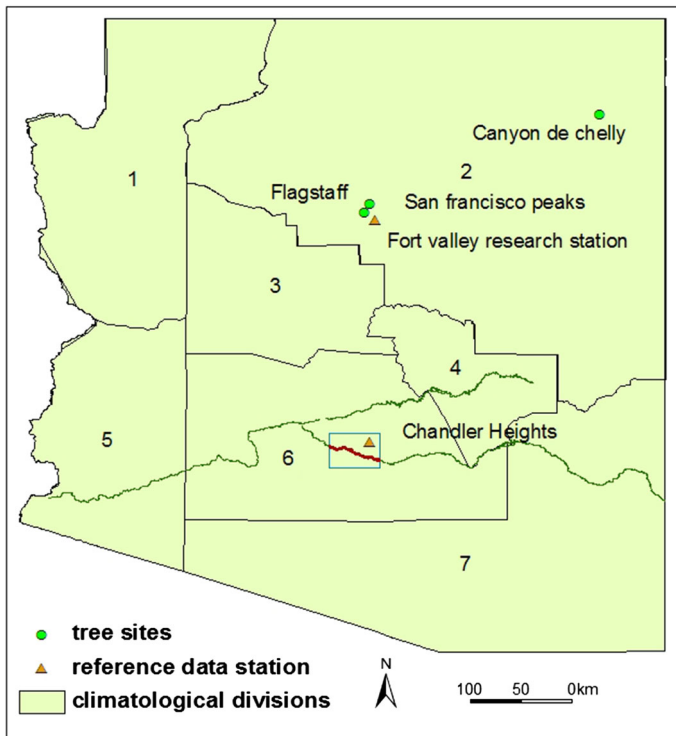 Canyon de chelly
2
1
Flagstaff
San francisco peaks
Fort valley research station
3
4
Chandler Heights
5
6
7
tree sites
reference data station
climatological divisions
N
100 50 0km